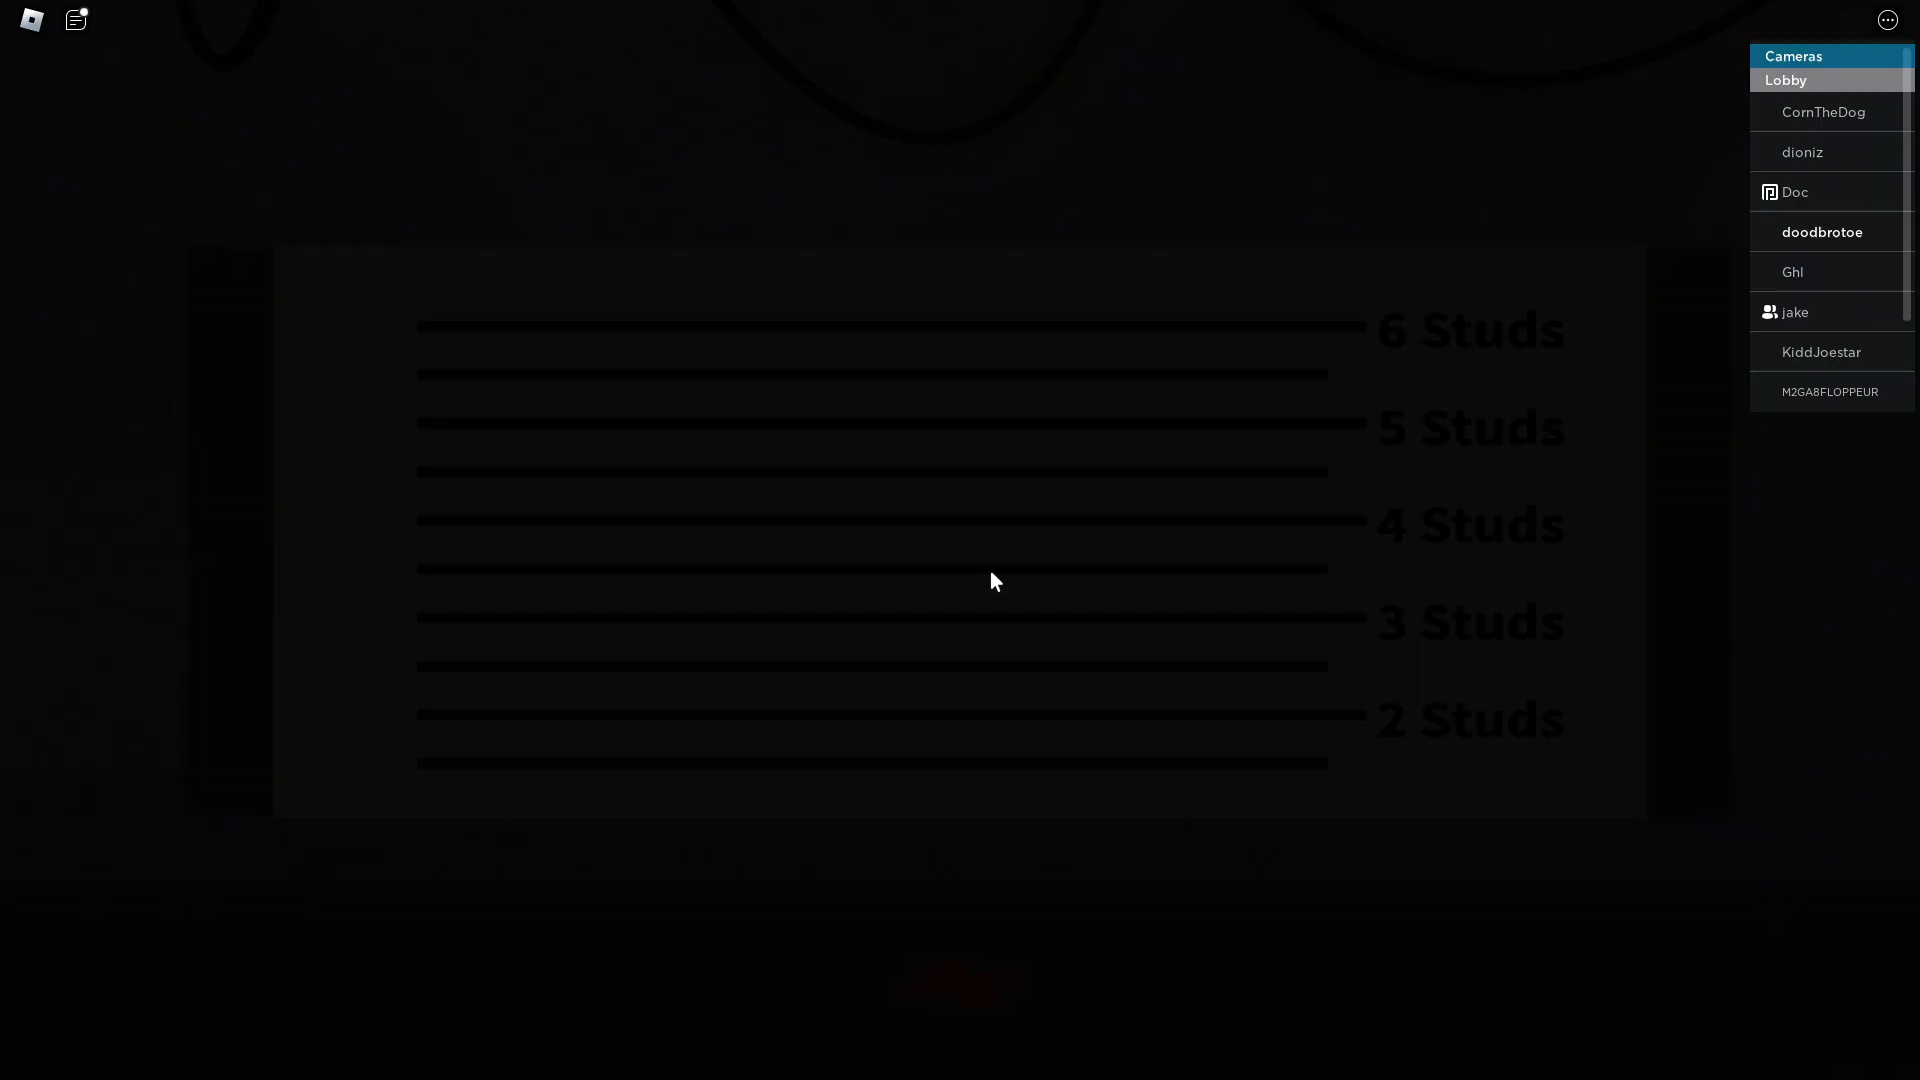 Cameras
Lobby
CornTheDog
dioniz
Doc
doodbrotoe
Ghl
jake
KiddJoestar
M2GA8FLOPPEUR
6 Studs
5 Studs
4 Studs
3 Studs
2 Studs